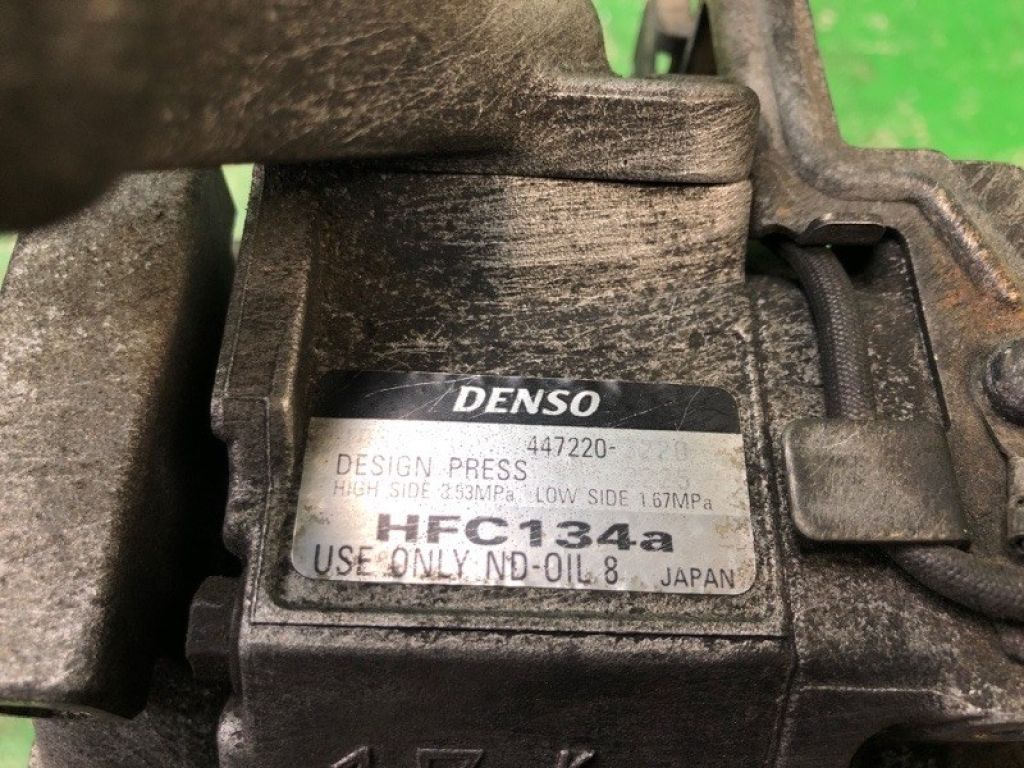 DENSO
447220-
DESIGN PRESS
HIGH SIDE 3.53MPa, LOW SIDE 1.67MPa
HFC134a
USE ONLY ND-OIL 8 JAPAN